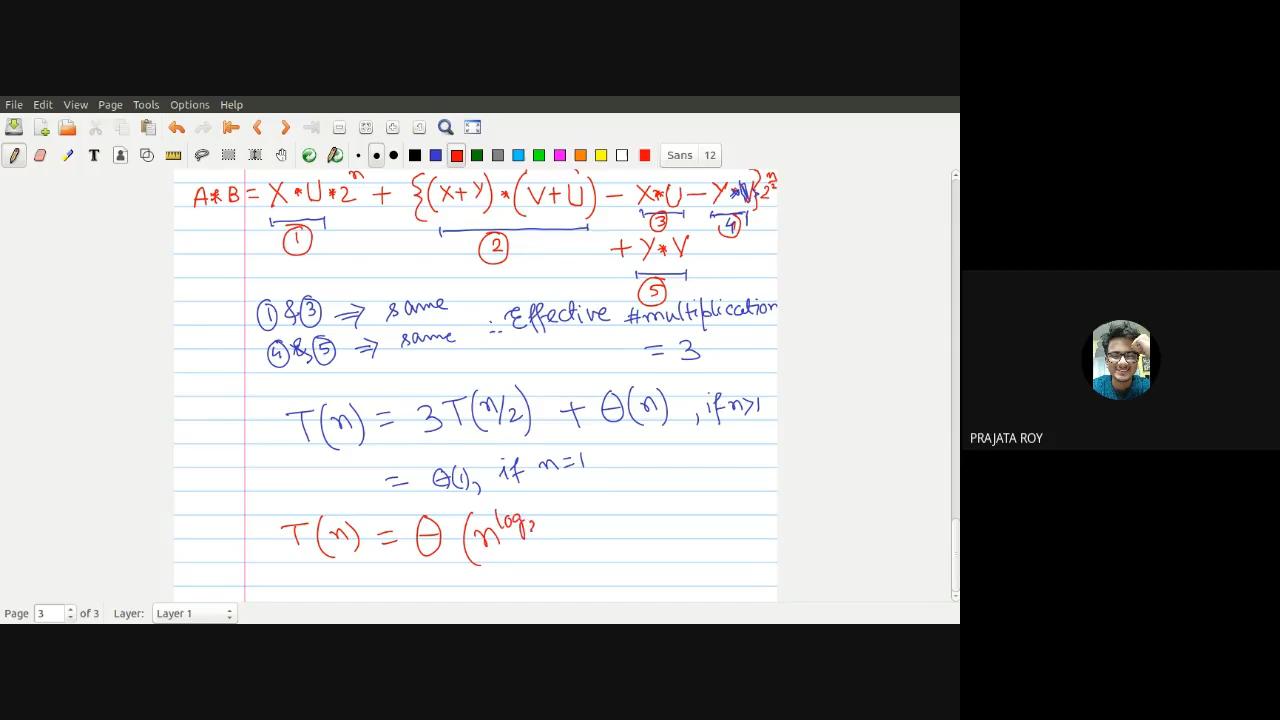 File Edit View Page Tools Options Help
Sans 12
A*B = X*U*2^n + {(X+Y)*(V+U) - X*U - Y*V}2^n/2
① ② ③ ④
+ Y*V
⑤
① & ③ ⇒ same ∴ Effective #multiplication
④ & ⑤ ⇒ same = 3
T(n) = 3T(n/2) + θ(n), if n>1
= θ(1), if n=1
T(n) = θ (n^log₂
PRAJATA ROY
Page 3 of 3 Layer: Layer 1